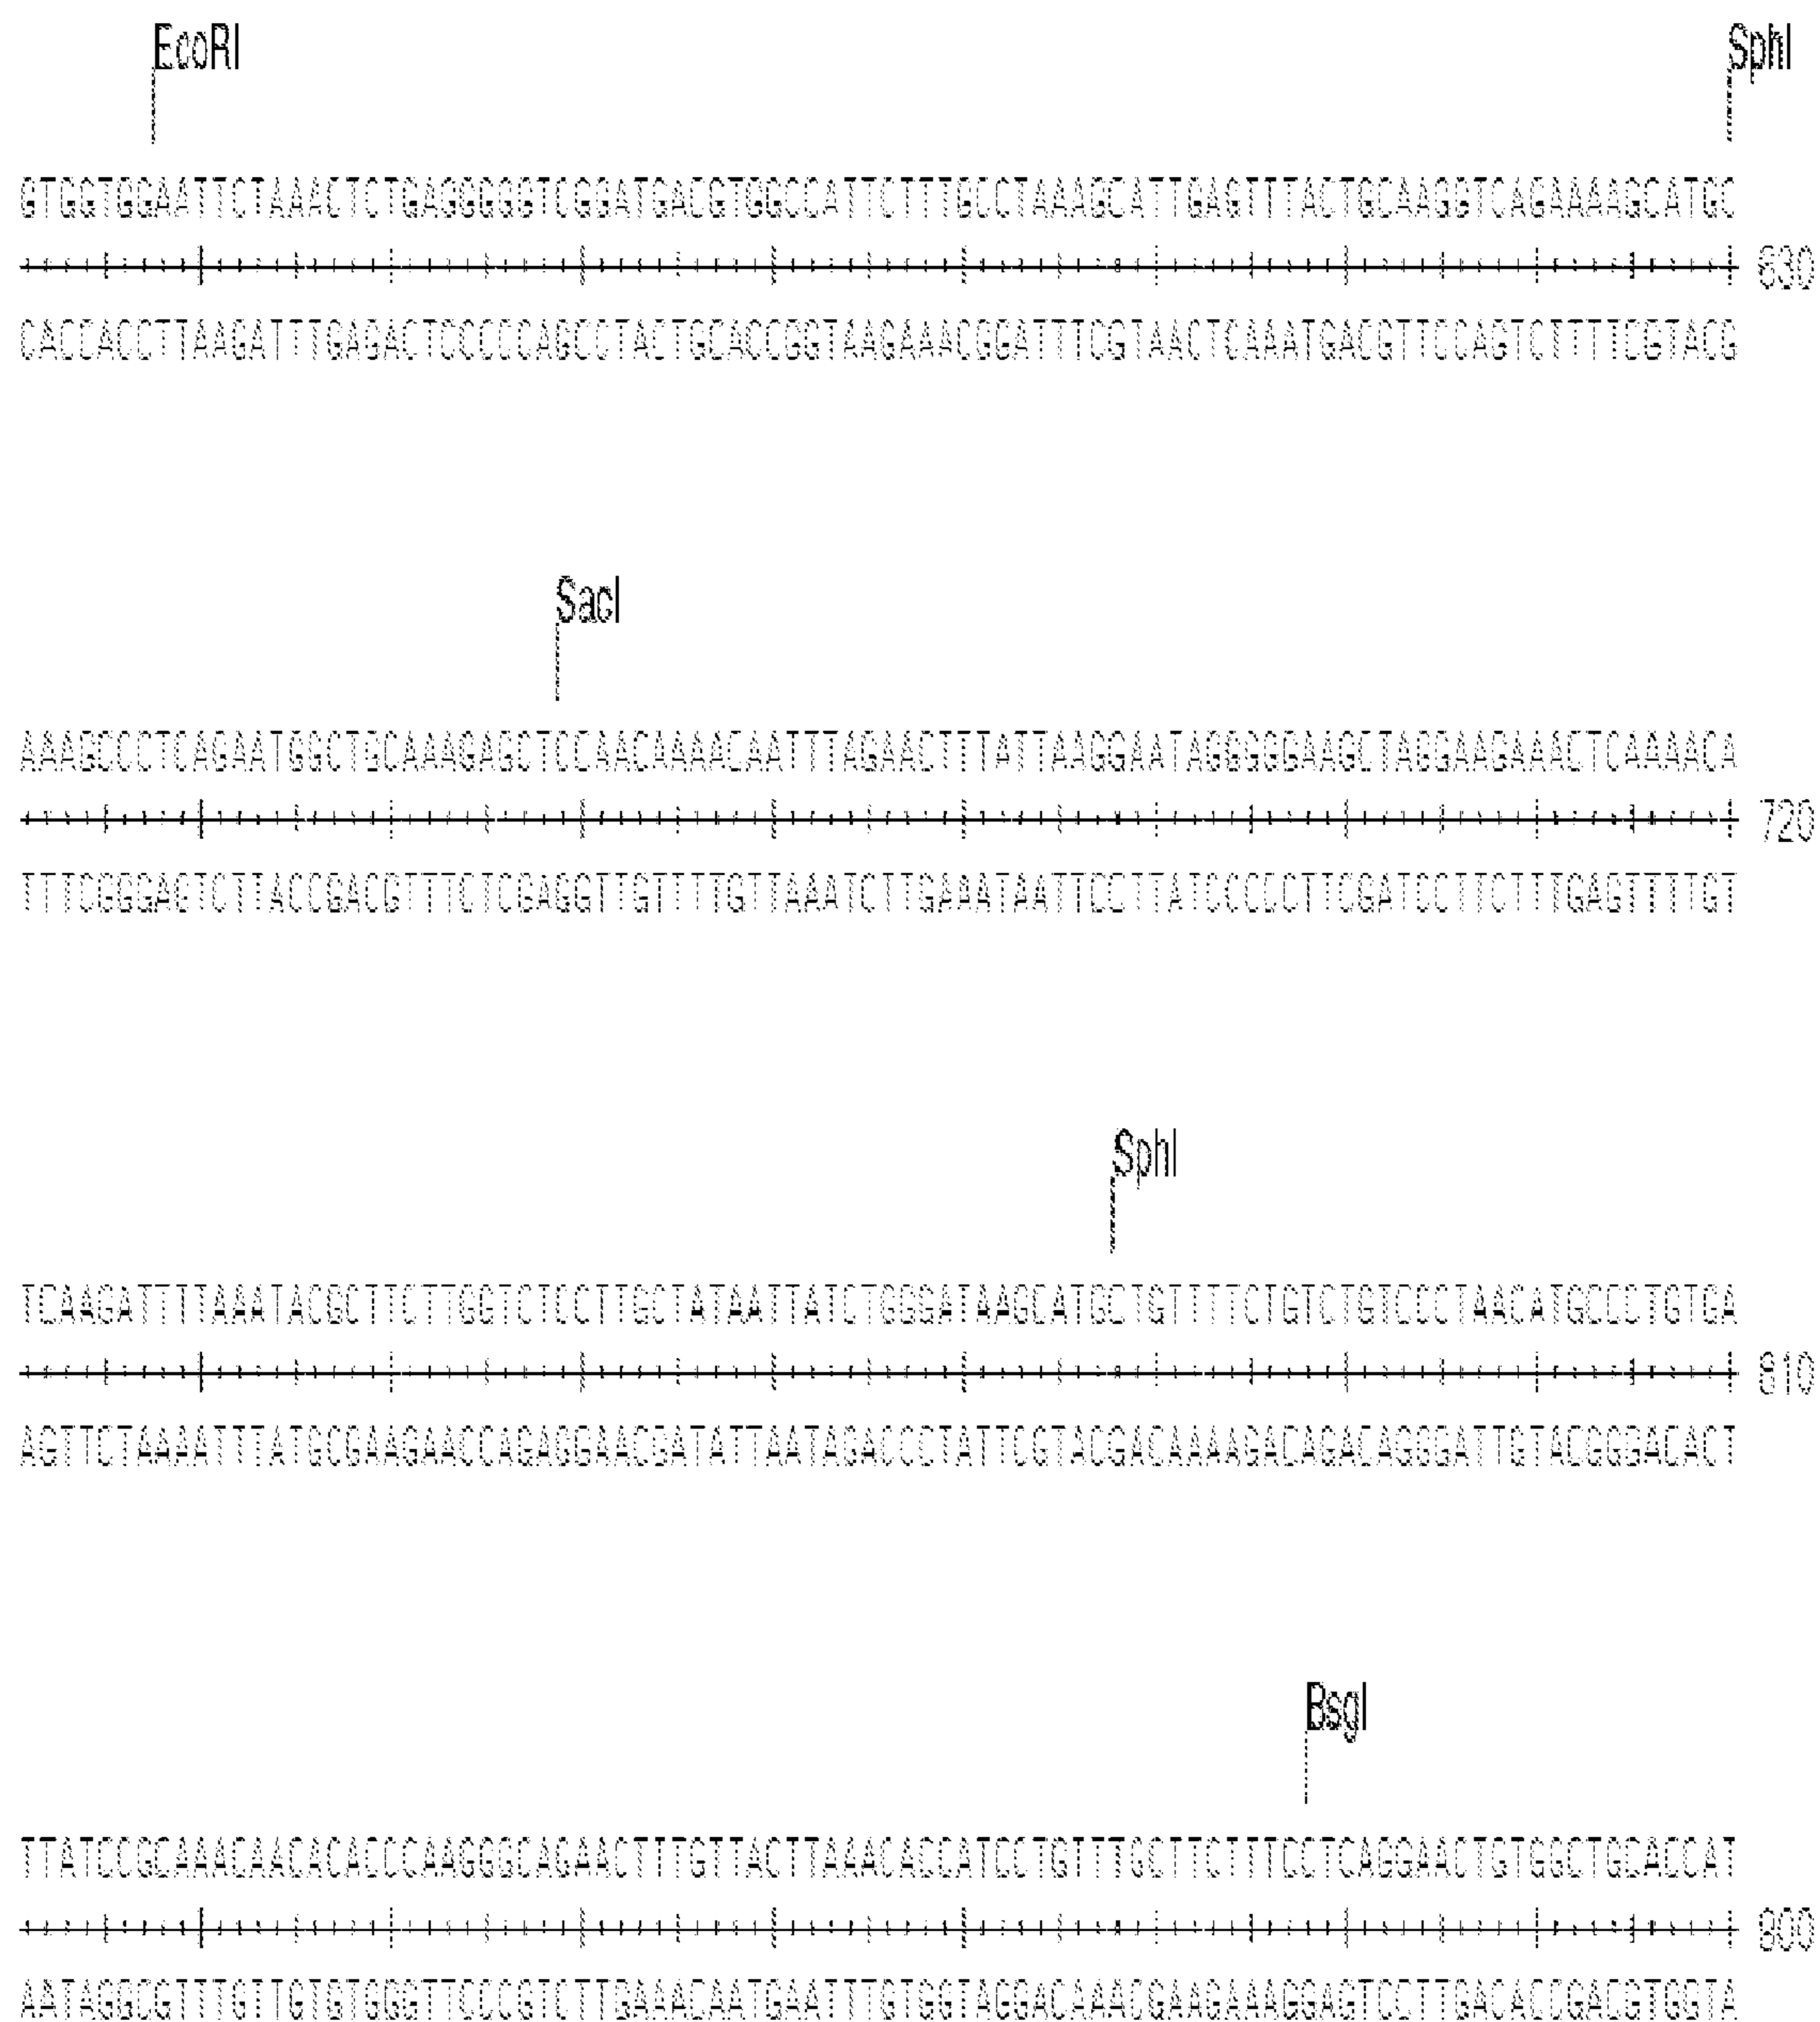 EcoRI SphI
GTGGTGGAATTCTAAACTCTGAGGGGGTCGGATGACGTGGCCATTCTTTGCCTAAAGCATTGAGTTTACTGCAAGGTCAGAAAAGCATGC
630
CACCACCTTAAGATTTGAGACTCCCCCAGCCTACTGCACCGGTAAGAAACGGATTTCGTAACTCAAATGACGTTCCAGTCTTTTCGTACG
SacI
AAAGCCCTCAGAATGGCTGCAAAGAGCTCCAACAAAACAATTTAGAACTTTATTAAGGAATAGGGGGAAGCTAGGAAGAAACTCAAAACA
720
TTTCGGGAGTCTTACCGACGTTTCTCGAGGTTGTTTTGTTAAATCTTGAAATAATTCCTTATCCCCCTTCGATCCTTCTTTGAGTTTTGT
SphI
TCAAGATTTTAAATACGCTTCTTGGTCTCCTTGCTATAATTATCTGGGATAAGCATGCTGTTTTCTGTCTGTCCCTAACATGCCCTGTGA
810
AGTTCTAAAATTTATGCGAAGAACCAGAGGAACGATATTAATAGACCCTATTCGTACGACAAAAGACAGACAGGGATTGTACGGGACACT
BsgI
TTATCCGCAAACAACACACCCAAGGGCAGAACTTTGTTACTTAAACACCATCCTGTTTGCTTCTTTCCTCAGGAACTGTGGCTGCACCAT
900
AATAGGCGTTTGTTGTGTGGGTTCCCGTCTTGAAACAATGAATTTGTGGTAGGACAAACGAAGAAAGGAGTCCTTGACACCGACGTGGTA